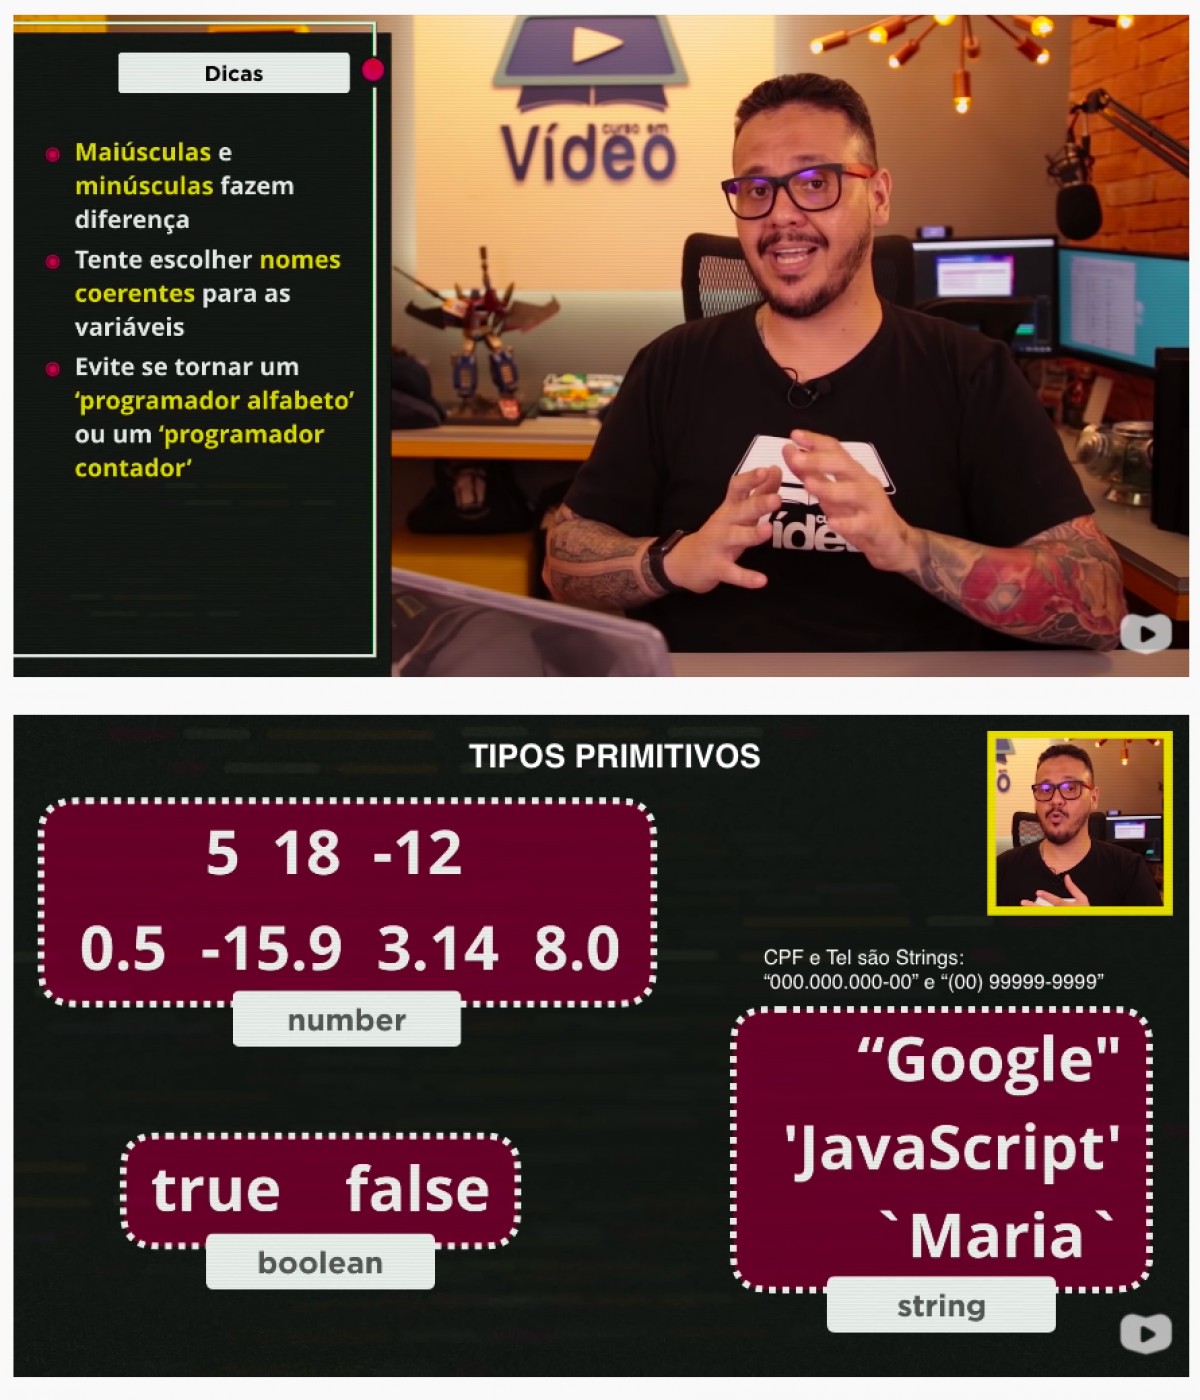 Dicas
Maiúsculas e
minúsculas fazem
diferença
Tente escolher nomes
coerentes para as
variáveis
Evite se tornar um
‘programador alfabeto’
ou um ‘programador
contador’
curso em
Vídeo
TIPOS PRIMITIVOS
5 18 -12
0.5 -15.9 3.14 8.0
number
CPF e Tel são Strings:
“000.000.000-00” e “(00) 99999-9999”
true false
boolean
“Google"
'JavaScript'
`Maria`
string